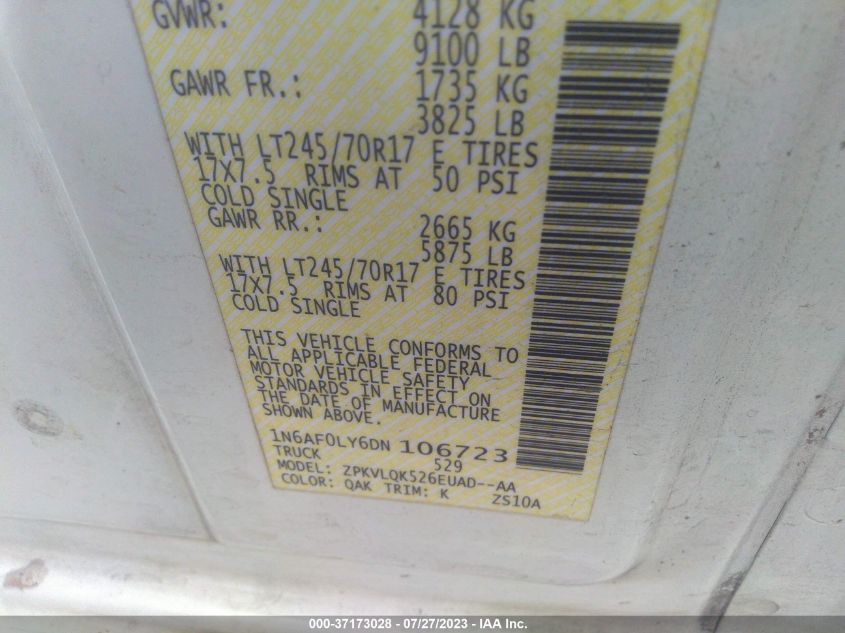 GVWR: 4128 KG
9100 LB
GAWR FR.: 1735 KG
3825 LB
WITH LT245/70R17 E TIRES
17X7.5 RIMS AT 50 PSI
COLD SINGLE
GAWR RR.: 2665 KG
5875 LB
WITH LT245/70R17 E TIRES
17X7.5 RIMS AT 80 PSI
COLD SINGLE
THIS VEHICLE CONFORMS TO
ALL APPLICABLE FEDERAL
MOTOR VEHICLE SAFETY
STANDARDS IN EFFECT ON
THE DATE OF MANUFACTURE
SHOWN ABOVE.
1N6AF0LY6DN 106723
TRUCK 529
MODEL: ZPKVLQK526EUAD--AA
COLOR: QAK TRIM: K ZS10A
000-37173028 - 07/27/2023 - IAA Inc.